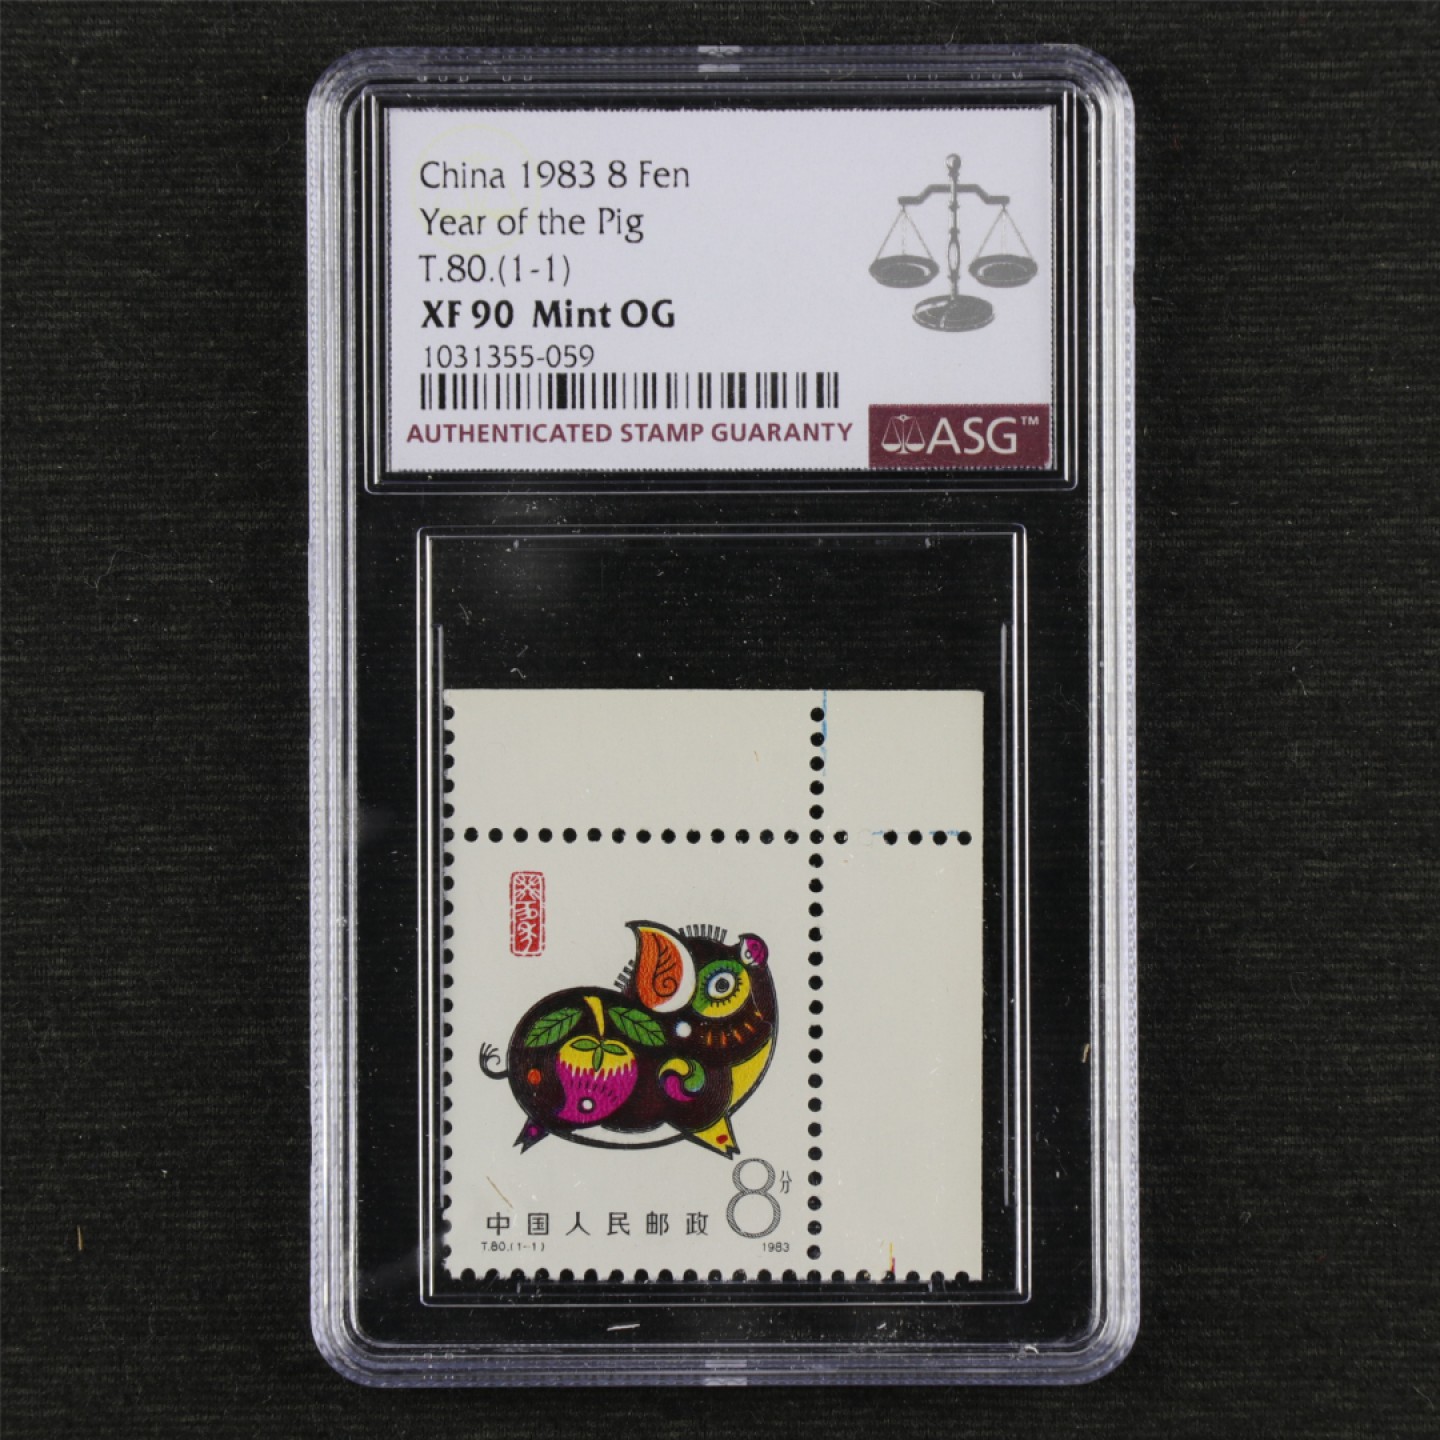 China 1983 8 Fen
Year of the Pig
T.80.(1-1)
XF 90 Mint OG
1031355-059
AUTHENTICATED STAMP GUARANTY
ASG™
8分
中国人民邮政
T.80.(1-1) 1983